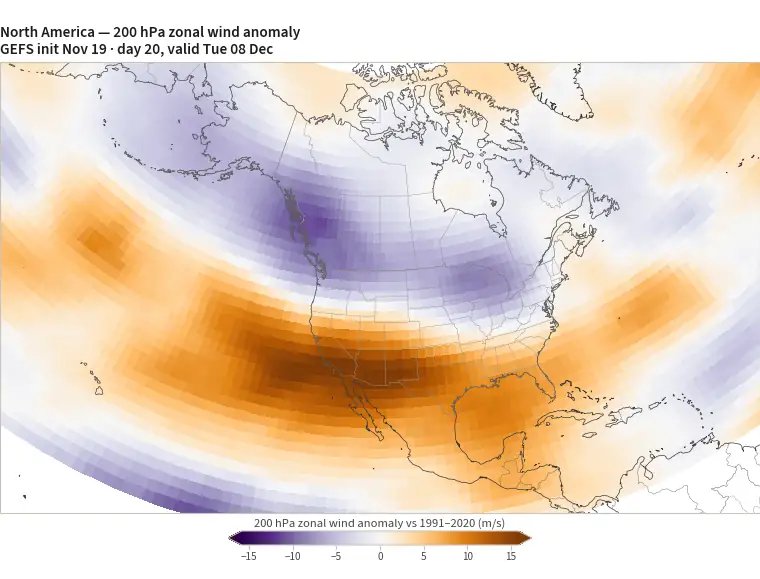 North America — 200 hPa zonal wind anomaly
GEFS init Nov 19 · day 20, valid Tue 08 Dec
200 hPa zonal wind anomaly vs 1991–2020 (m/s)
−15 −10 −5 0 5 10 15